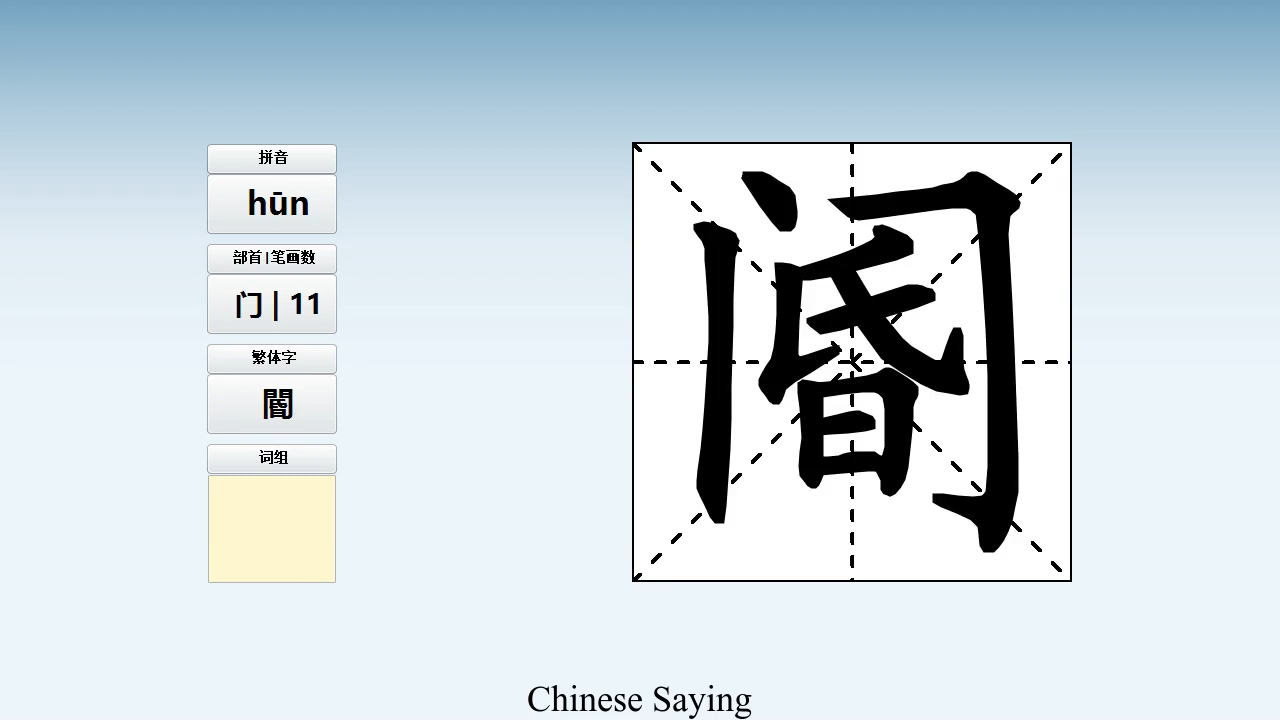 拼音
hūn
部首|笔画数
门 | 11
繁体字
閽
词组
阍
Chinese Saying